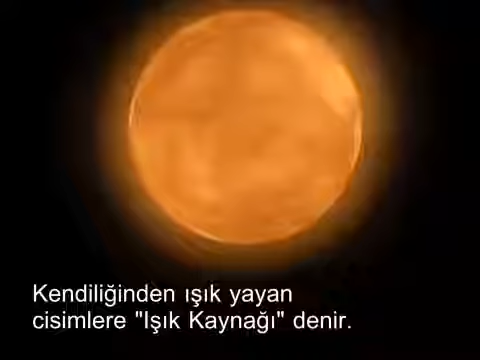 Kendiliğinden ışık yayan
cisimlere "Işık Kaynağı" denir.